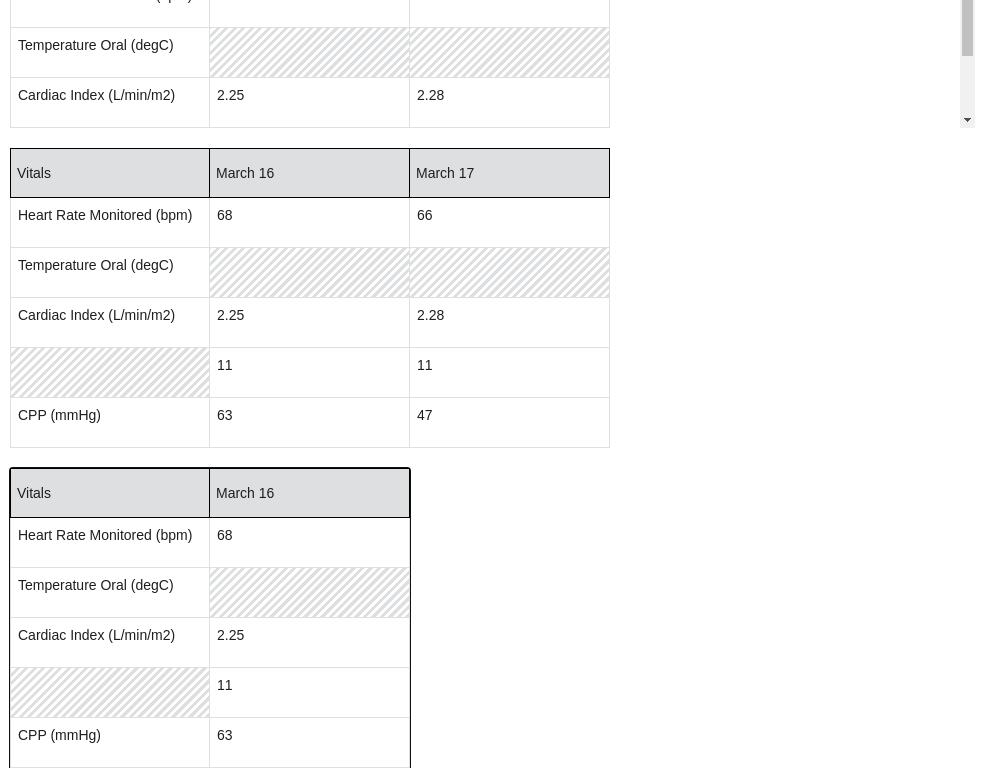 Temperature Oral (degC)
Cardiac Index (L/min/m2) 2.25 2.28
Vitals March 16 March 17
Heart Rate Monitored (bpm) 68 66
Temperature Oral (degC)
Cardiac Index (L/min/m2) 2.25 2.28
11 11
CPP (mmHg) 63 47
Vitals March 16
Heart Rate Monitored (bpm) 68
Temperature Oral (degC)
Cardiac Index (L/min/m2) 2.25
11
CPP (mmHg) 63